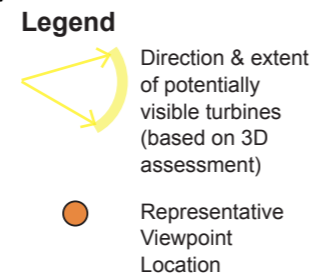 Legend
Direction & extent
of potentially
visible turbines
(based on 3D
assessment)
Representative
Viewpoint
Location